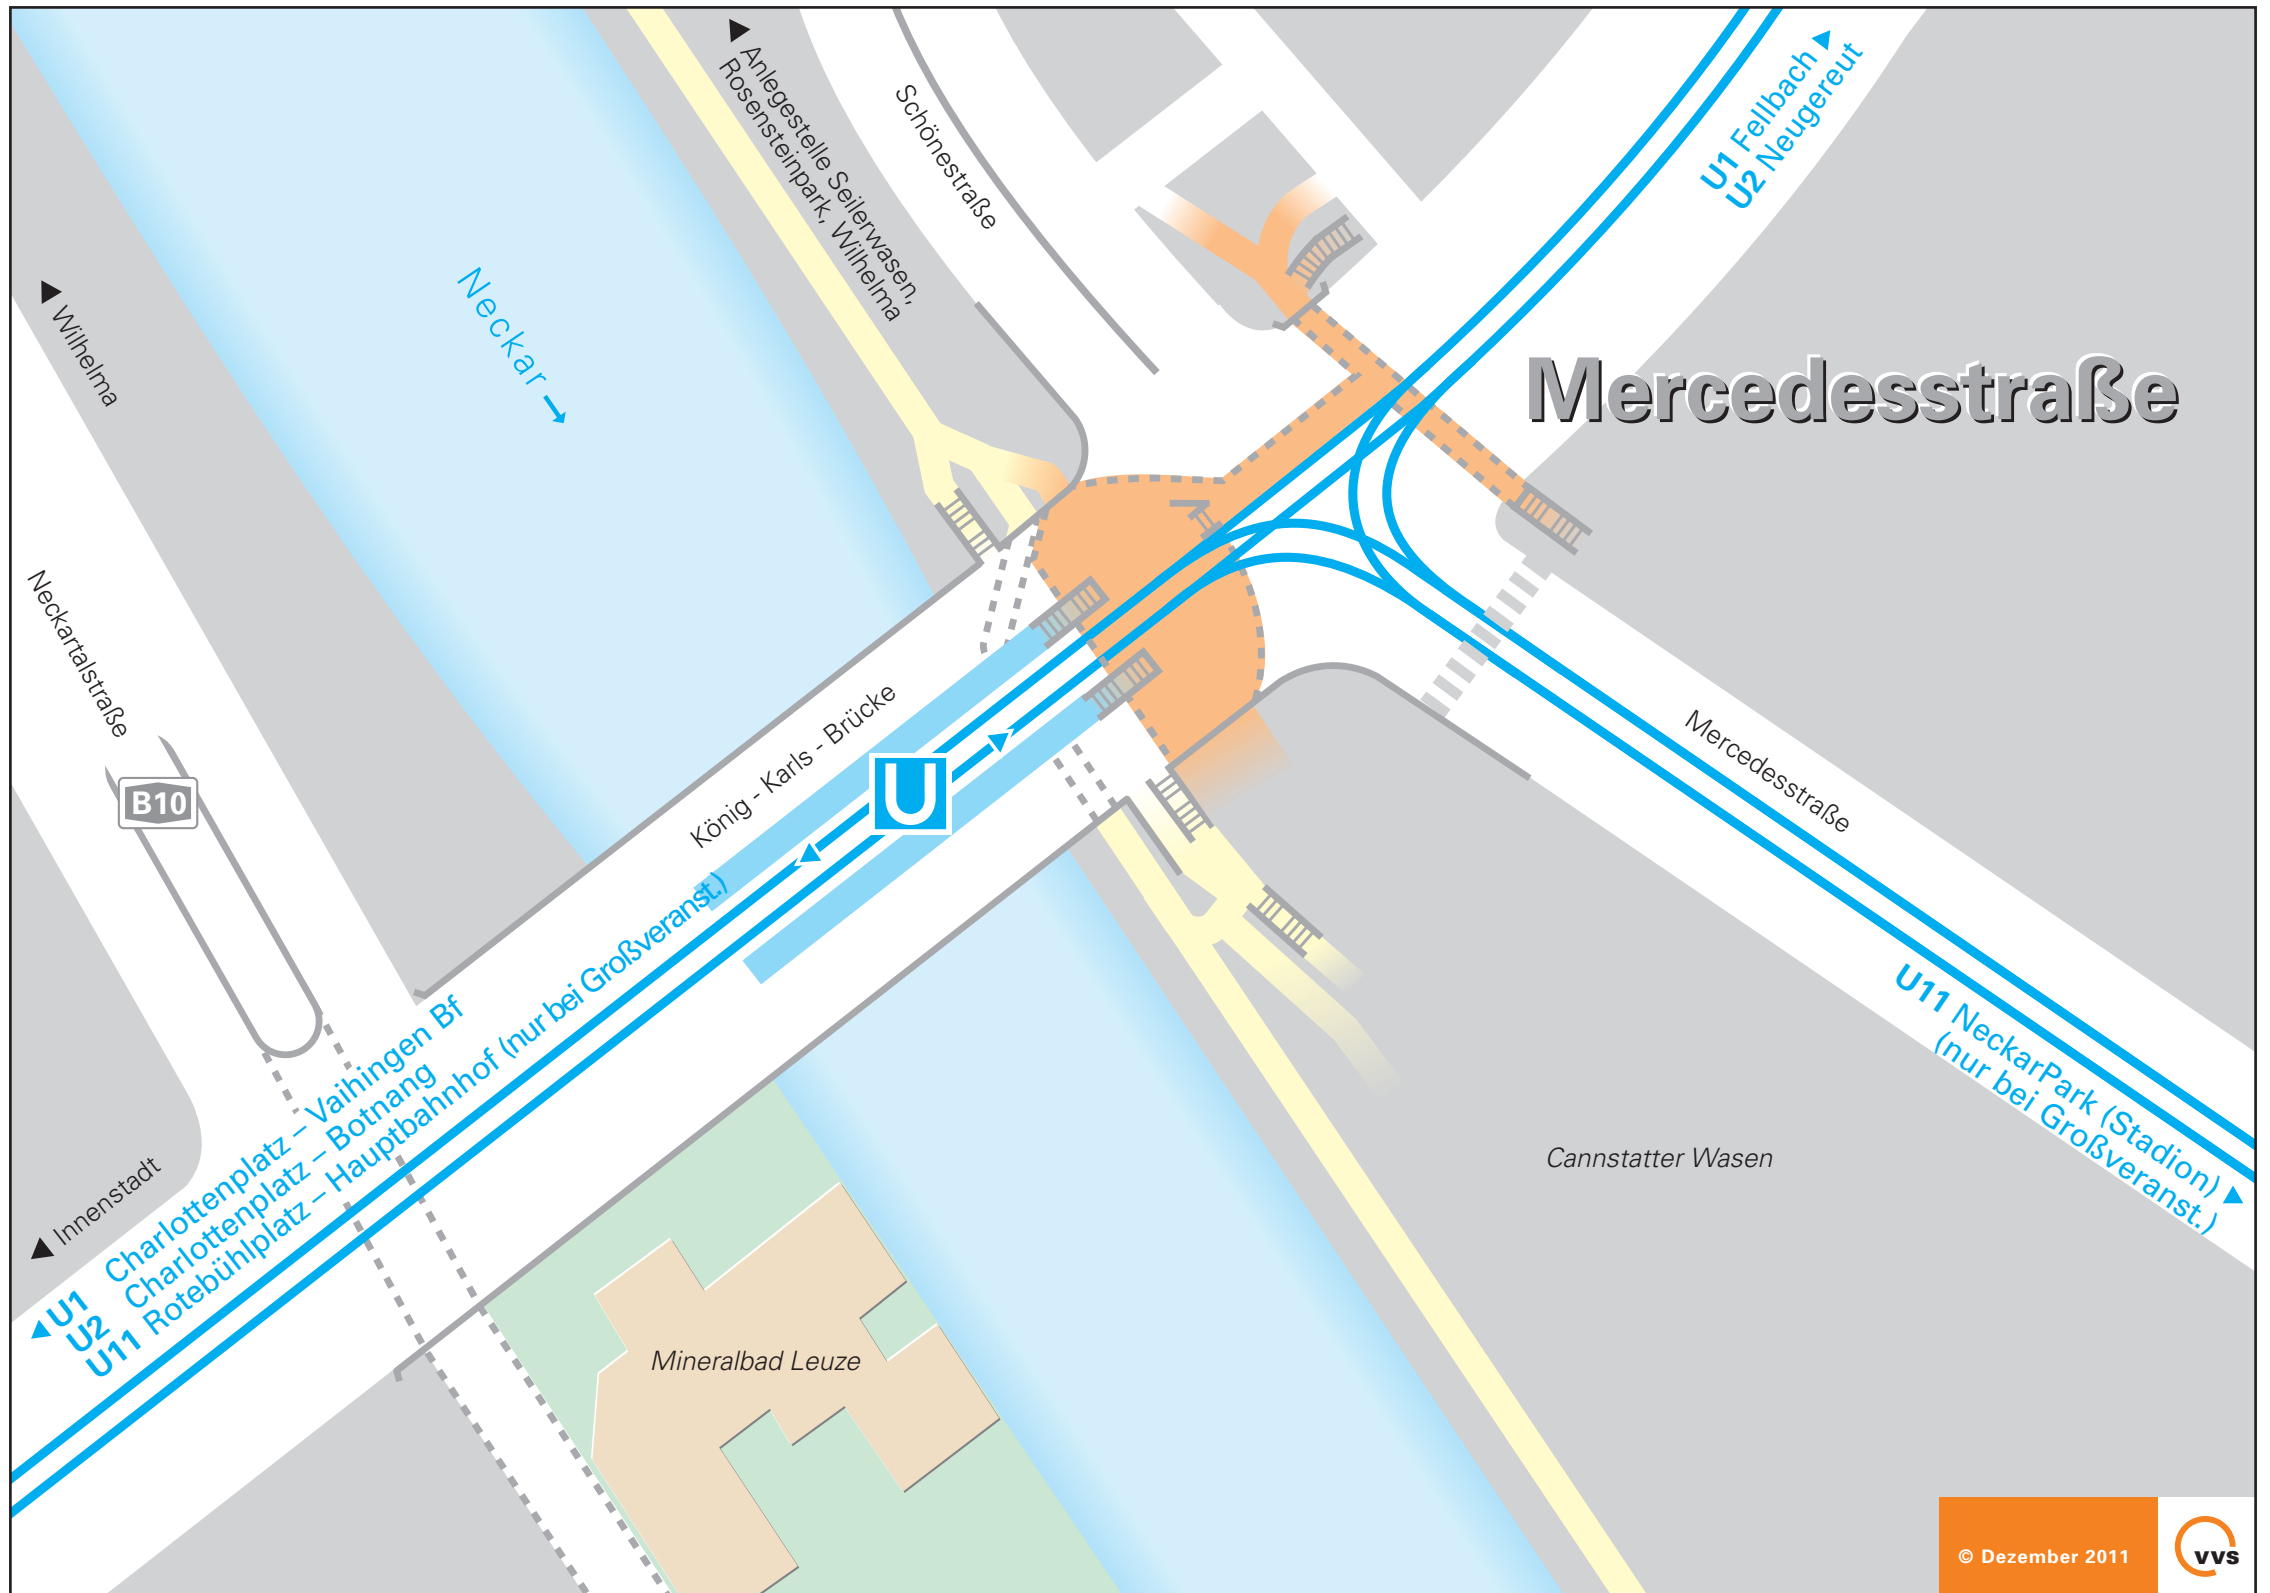 Anlegestelle Seilerwasen,
Rosensteinpark, Wilhelma
Schönestraße
U1 Fellbach
U2 Neugereut
Neckar
Wilhelma
Mercedesstraße
Neckartalstraße
B10
König - Karls - Brücke
U
Mercedesstraße
U11 NeckarPark (Stadion)
(nur bei Großveranst.)
Innenstadt
U1 Charlottenplatz – Vaihingen Bf
U2 Charlottenplatz – Botnang
U11 Rotebühlplatz – Hauptbahnhof (nur bei Großveranst.)
Cannstatter Wasen
Mineralbad Leuze
© Dezember 2011
vvs